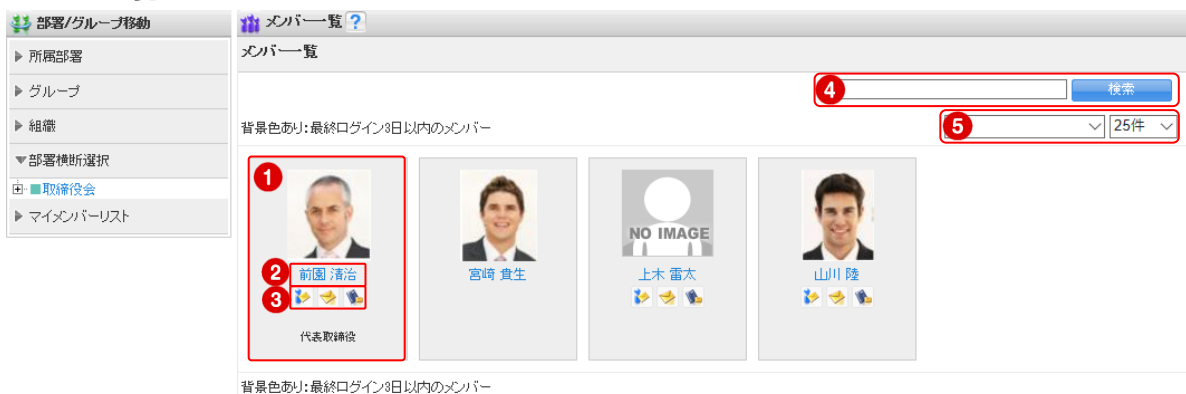 部署/グループ移動
所属部署
グループ
組織
部署横断選択
取締役会
マイメンバーリスト
メンバー一覧 ?
メンバー一覧
4 検索
背景色あり:最終ログイン3日以内のメンバー
5 25件
1
2 前園 清治
3
代表取締役
宮崎 貴生
NO IMAGE
上木 雷太
山川 陸
背景色あり:最終ログイン3日以内のメンバー